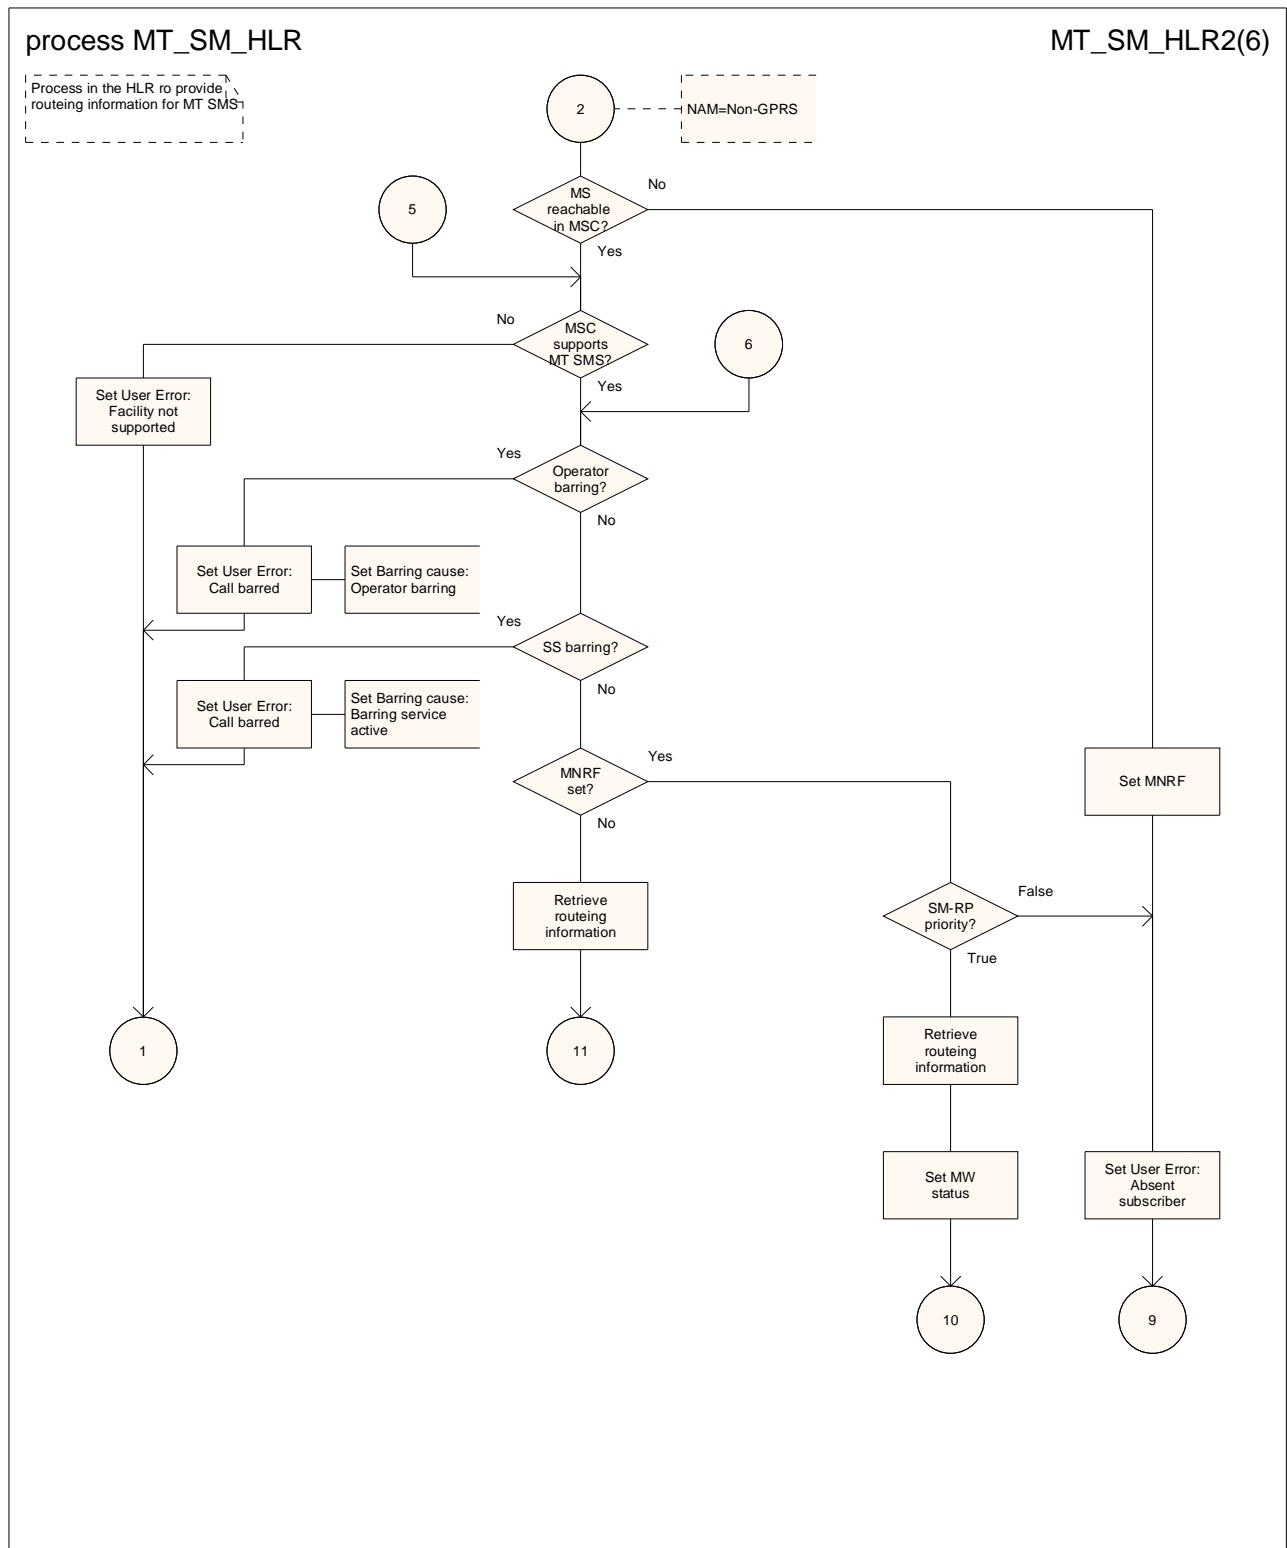 process MT_SM_HLR
MT_SM_HLR2(6)
Process in the HLR ro provide
routeing information for MT SMS
2
NAM=Non-GPRS
MS
reachable
in MSC?
No
Yes
5
MSC
supports
MT SMS?
No
Yes
6
Set User Error:
Facility not
supported
Operator
barring?
Yes
No
Set User Error:
Call barred
Set Barring cause:
Operator barring
SS barring?
Yes
No
Set User Error:
Call barred
Set Barring cause:
Barring service
active
MNRF
set?
Yes
No
Set MNRF
Retrieve
routeing
information
SM-RP
priority?
False
True
1
11
Retrieve
routeing
information
Set MW
status
Set User Error:
Absent
subscriber
10
9